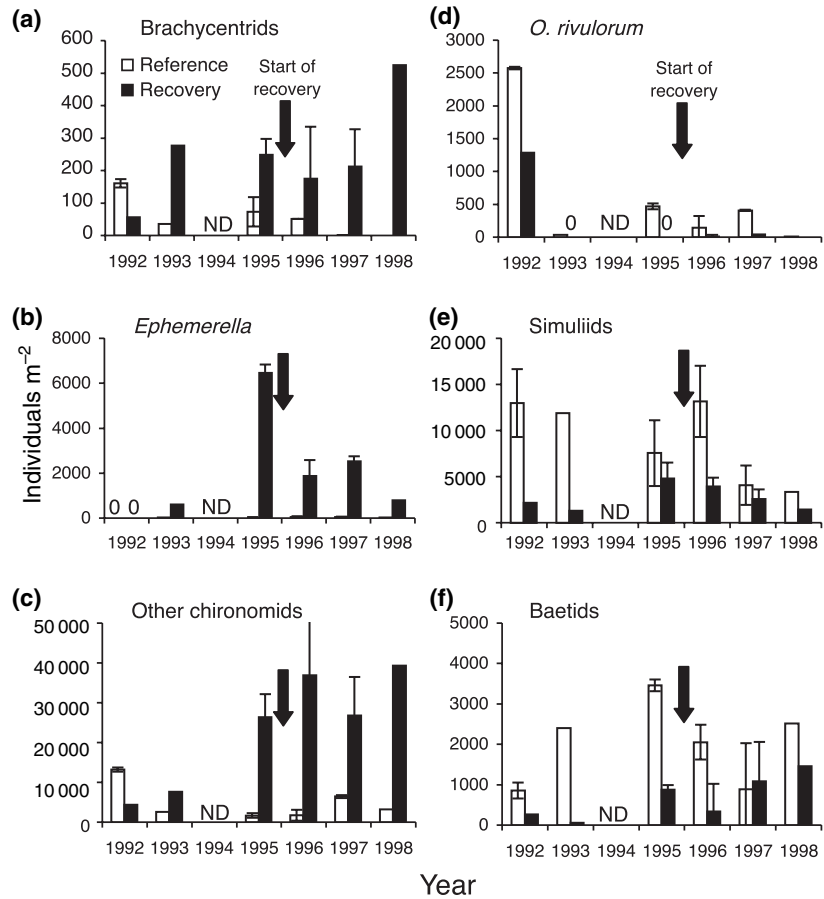 (a)
Brachycentrids
600
500
400
300
200
100
0
Reference
Recovery
Start of
recovery
ND
1992 1993 1994 1995 1996 1997 1998
(b)
Ephemerella
8000
6000
4000
2000
0
0 0
ND
1992 1993 1994 1995 1996 1997 1998
Individuals m⁻²
(c)
Other chironomids
50 000
40 000
30 000
20 000
10 000
0
ND
1992 1993 1994 1995 1996 1997 1998
(d)
O. rivulorum
3000
2500
2000
1500
1000
500
0
Start of
recovery
0 ND 0
1992 1993 1994 1995 1996 1997 1998
(e)
Simuliids
20 000
15 000
10 000
5000
0
ND
1992 1993 1994 1995 1996 1997 1998
(f)
Baetids
5000
4000
3000
2000
1000
0
ND
1992 1993 1994 1995 1996 1997 1998
Year